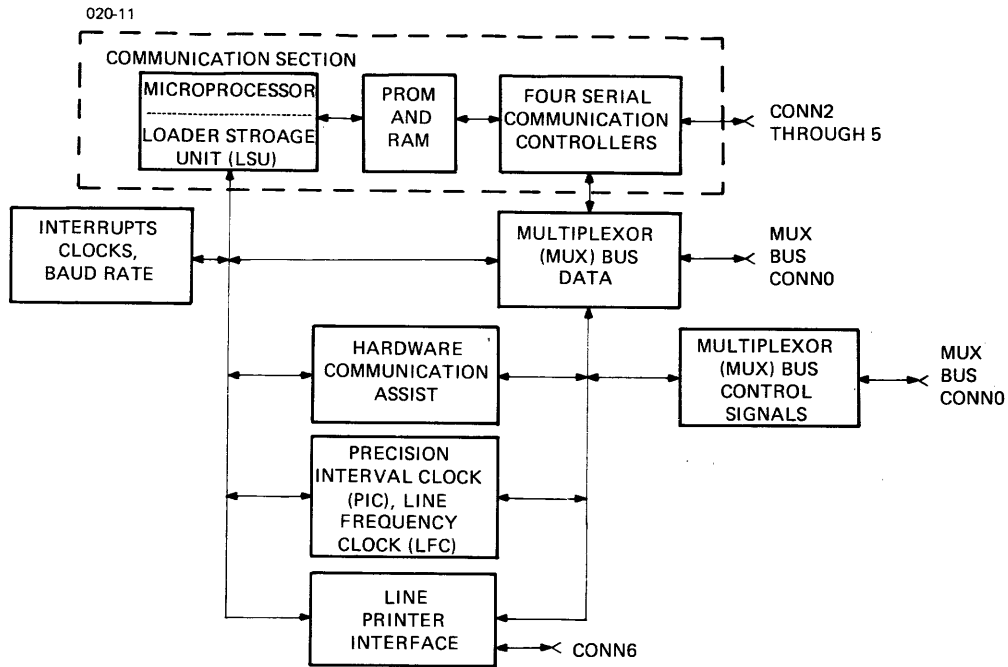 020-11
COMMUNICATION SECTION
MICROPROCESSOR
LOADER STROAGE
UNIT (LSU)
PROM
AND
RAM
FOUR SERIAL
COMMUNICATION
CONTROLLERS
CONN2
THROUGH 5
INTERRUPTS
CLOCKS,
BAUD RATE
MULTIPLEXOR
(MUX) BUS
DATA
MUX
BUS
CONN0
HARDWARE
COMMUNICATION
ASSIST
MULTIPLEXOR
(MUX) BUS
CONTROL
SIGNALS
MUX
BUS
CONN0
PRECISION
INTERVAL CLOCK
(PIC), LINE
FREQUENCY
CLOCK (LFC)
LINE
PRINTER
INTERFACE
CONN6